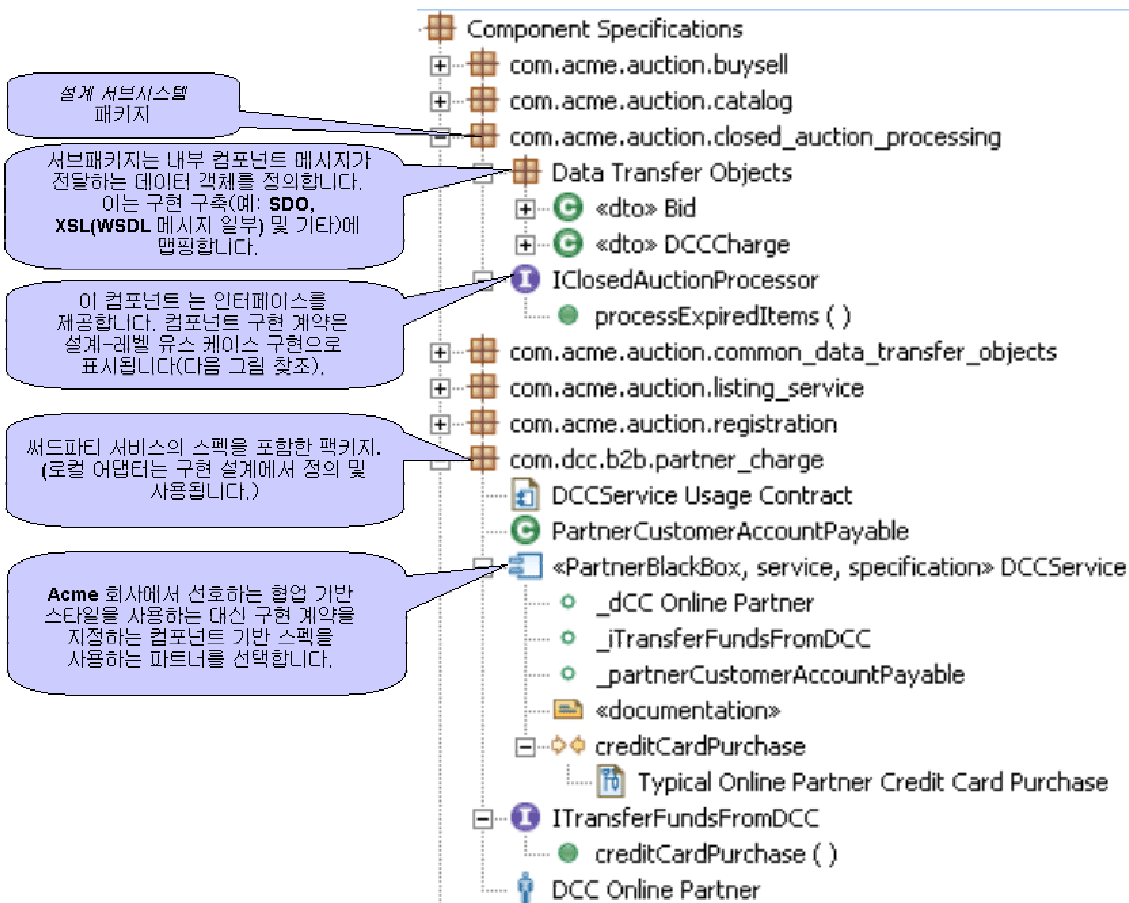 Component Specifications
com.acme.auction.buysell
com.acme.auction.catalog
com.acme.auction.closed_auction_processing
Data Transfer Objects
«dto» Bid
«dto» DCCCharge
IClosedAuctionProcessor
processExpiredItems ( )
com.acme.auction.common_data_transfer_objects
com.acme.auction.listing_service
com.acme.auction.registration
com.dcc.b2b.partner_charge
DCCService Usage Contract
PartnerCustomerAccountPayable
«PartnerBlackBox, service, specification» DCCService
_dCC Online Partner
_iTransferFundsFromDCC
_partnerCustomerAccountPayable
«documentation»
creditCardPurchase
Typical Online Partner Credit Card Purchase
ITransferFundsFromDCC
creditCardPurchase ( )
DCC Online Partner
설계 서브시스템
패키지
서브패키지는 내부 컴포넌트 메시지가
전달하는 데이터 객체를 정의합니다.
이는 구현 구축(예: SDO,
XSL(WSDL 메시지 일부) 및 기타)에
맵핑합니다.
이 컴포넌트 는 인터페이스를
제공합니다. 컴포넌트 구현 계약은
설계-레벨 유스 케이스 구현으로
표시됩니다(다음 그림 찾조).
써드파티 서비스의 스펙을 포함한 팩키지.
(로컬 어댑터는 구현 설계에서 정의 및
사용됩니다.)
Acme 회사에서 선호하는 협업 기반
스타일을 사용하는 대신 구현 계약을
지정하는 컴포넌트 기반 스펙을
사용하는 파트너를 선택합니다.